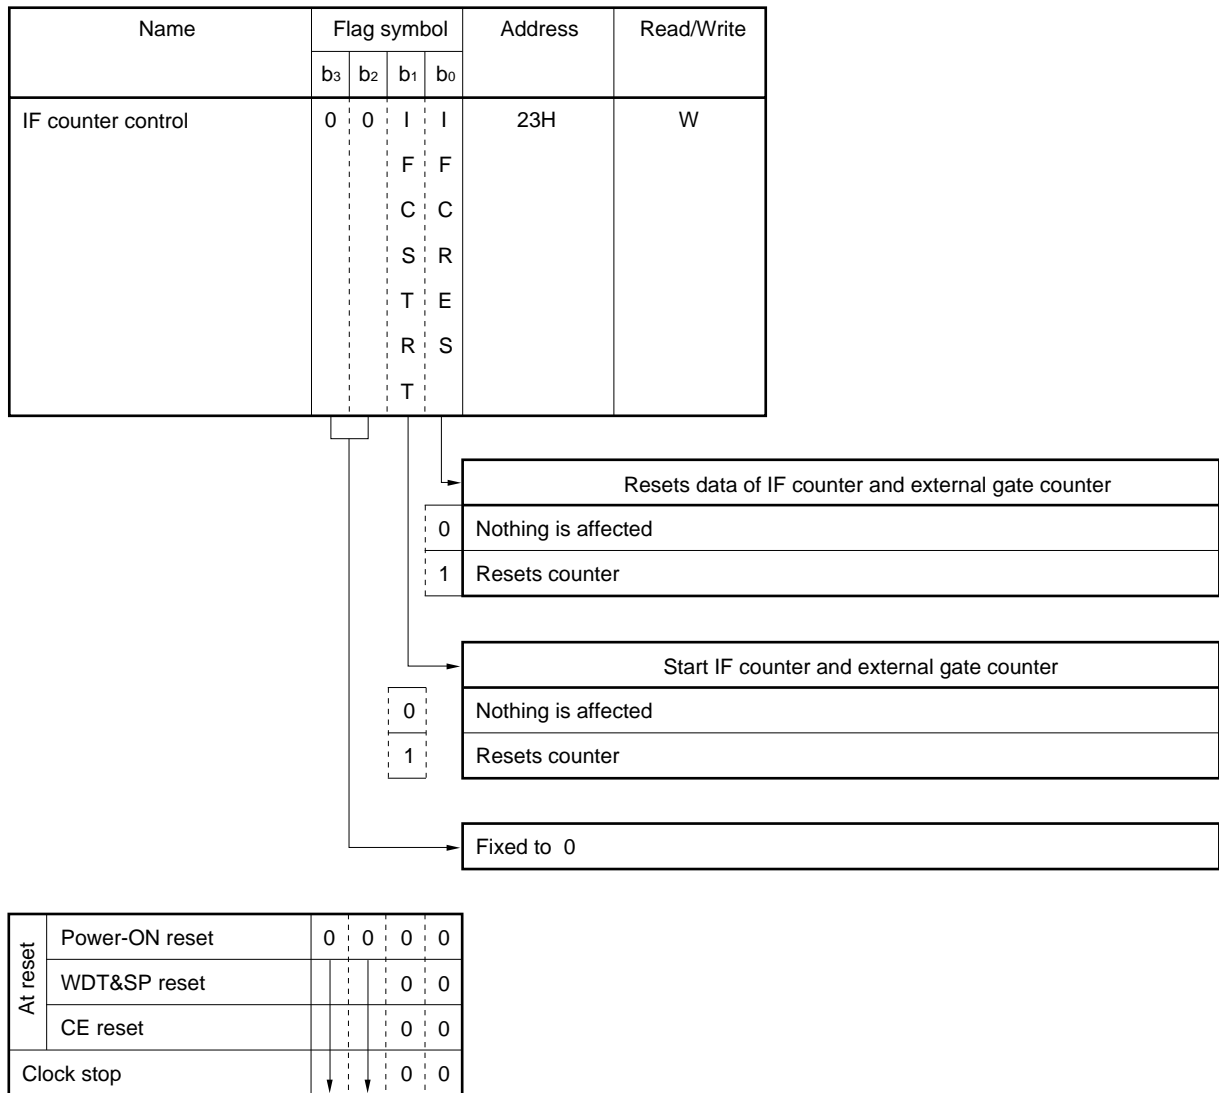 Name Flag symbol Address Read/Write
b3 b2 b1 b0
IF counter control 0 0 I I 23H W
F F
C C
S R
T E
R S
T
Resets data of IF counter and external gate counter
0 Nothing is affected
1 Resets counter
Start IF counter and external gate counter
0 Nothing is affected
1 Resets counter
Fixed to 0
At reset
Power-ON reset 0 0 0 0
WDT&SP reset 0 0
CE reset 0 0
Clock stop 0 0